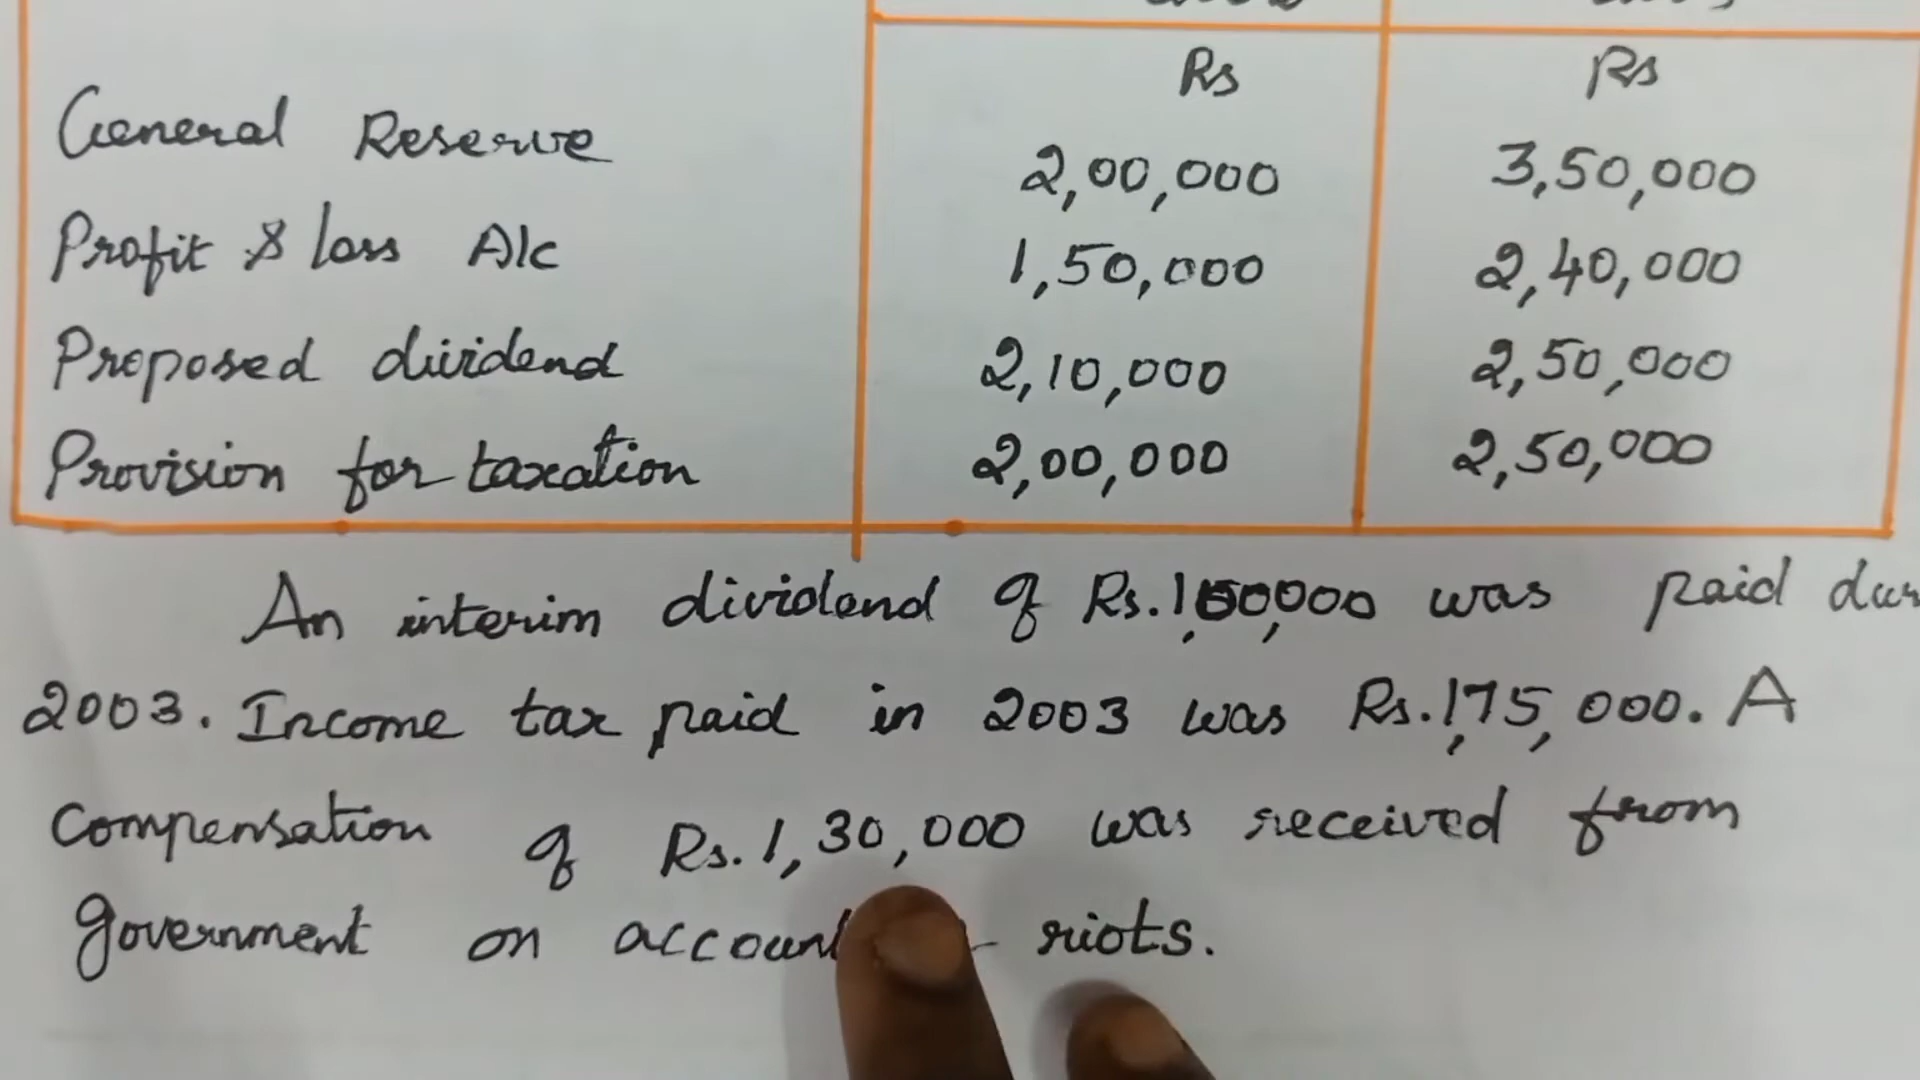 Rs Rs
General Reserve 2,00,000 3,50,000
Profit & loss A/c 1,50,000 2,40,000
Proposed dividend 2,10,000 2,50,000
Provision for taxation 2,00,000 2,50,000
An interim dividend of Rs. was paid
2003. Income tax paid in 2003 was Rs.1,75,000. A
Compensation of Rs.1,30,000 was received from
government on riots.